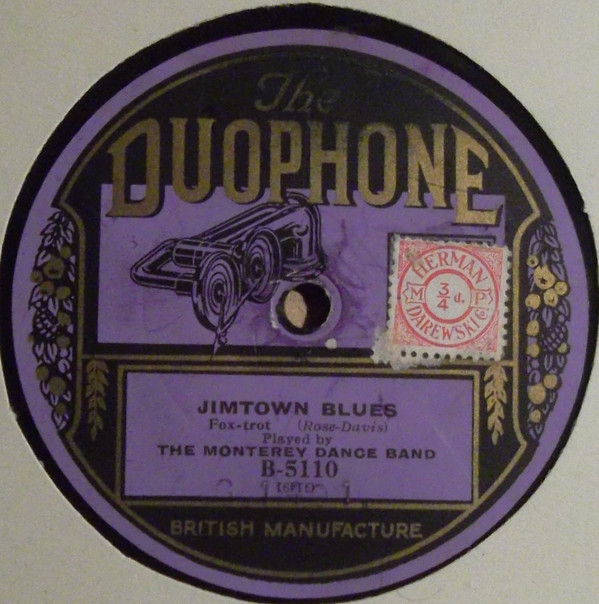 The
DUOPHONE
HERMAN
M 3/4 d. P Co
DAREWSKI
JIMTOWN BLUES
Fox-trot (Rose-Davis)
Played by
THE MONTEREY DANCE BAND
B-5110
BRITISH MANUFACTURE